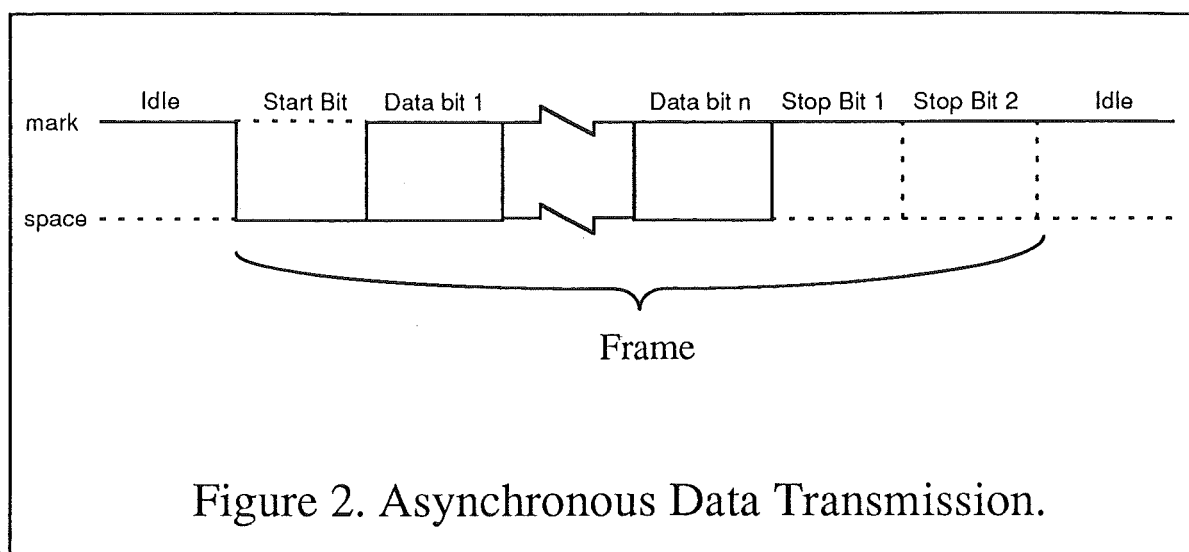 Idle Start Bit Data bit 1 Data bit n Stop Bit 1 Stop Bit 2 Idle
mark
space
Frame
Figure 2. Asynchronous Data Transmission.